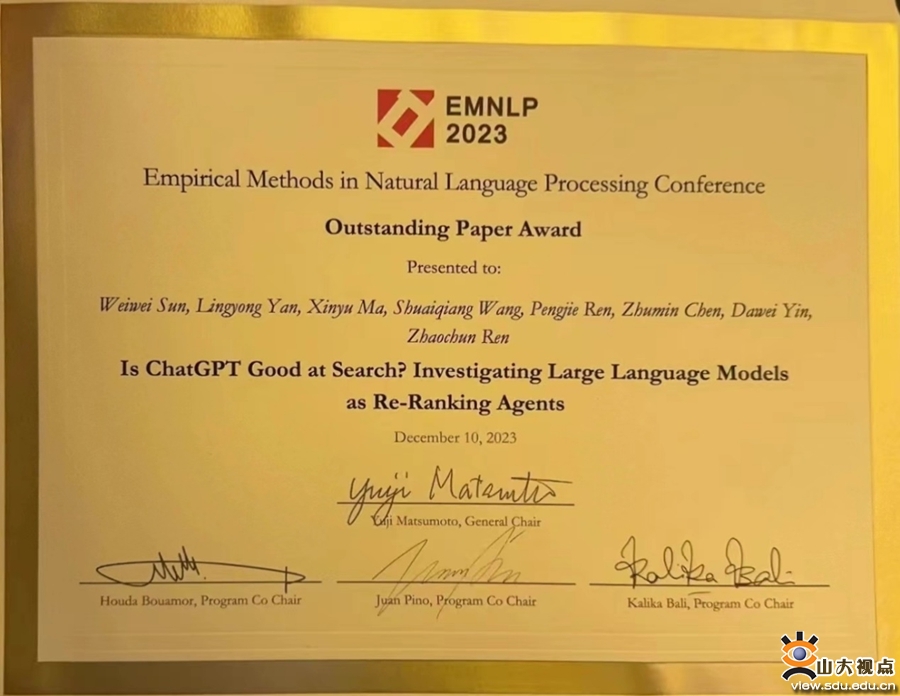 EMNLP
2023
Empirical Methods in Natural Language Processing Conference
Outstanding Paper Award
Presented to:
Weiwei Sun, Lingyong Yan, Xinyu Ma, Shuaiqiang Wang, Pengjie Ren, Zhumin Chen, Dawei Yin,
Zhaochun Ren
Is ChatGPT Good at Search? Investigating Large Language Models
as Re-Ranking Agents
December 10, 2023
Yuji Matsumoto
Yuji Matsumoto, General Chair
Kalika Bali
Houda Bouamor, Program Co Chair
Juan Pino, Program Co Chair
Kalika Bali, Program Co Chair
山大视点
view.sdu.edu.cn